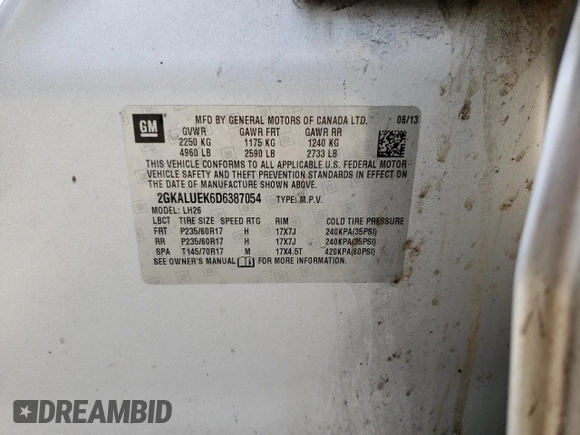 GM
MFD BY GENERAL MOTORS OF CANADA LTD. 06/13
GVWR GAWR FRT GAWR RR
2250 KG 1175 KG 1240 KG
4960 LB 2590 LB 2733 LB
THIS VEHICLE CONFORMS TO ALL APPLICABLE U.S. FEDERAL MOTOR
VEHICLE SAFETY AND THEFT PREVENTION STANDARDS IN EFFECT ON
THE DATE OF MANUFACTURE SHOWN ABOVE.
2GKALUEK6D6387054 TYPE: M.P.V.
MODEL: LH26
LBCT TIRE SIZE SPEED RTG RIM COLD TIRE PRESSURE
FRT P235/60R17 H 17X7J 240KPA(35PSI)
RR P235/60R17 H 17X7J 240KPA(35PSI)
SPA T145/70R17 M 17X4.5T 420KPA(60PSI)
SEE OWNER'S MANUAL FOR MORE INFORMATION.
DREAMBID